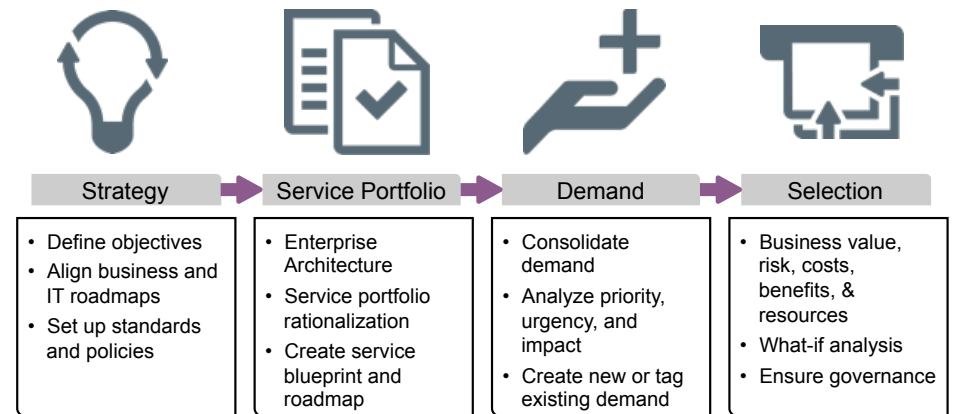 Strategy
Service Portfolio
Demand
Selection
• Define objectives
• Align business and
IT roadmaps
• Set up standards
and policies
• Enterprise
Architecture
• Service portfolio
rationalization
• Create service
blueprint and
roadmap
• Consolidate
demand
• Analyze priority,
urgency, and
impact
• Create new or tag
existing demand
• Business value,
risk, costs,
benefits, &
resources
• What-if analysis
• Ensure governance